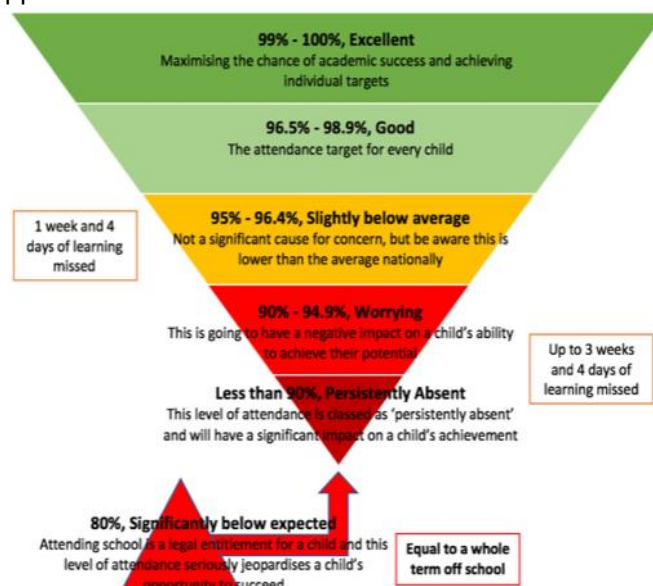 99% - 100%, Excellent
Maximising the chance of academic success and achieving
individual targets
96.5% - 98.9%, Good
The attendance target for every child
95% - 96.4%, Slightly below average
Not a significant cause for concern, but be aware this is
lower than the average nationally
1 week and 4
days of learning
missed
90% - 94.9%, Worrying
This is going to have a negative impact on a child's ability
to achieve their potential
Up to 3 weeks
and 4 days of
learning missed
Less than 90%, Persistently Absent
This level of attendance is classed as 'persistently absent'
and will have a significant impact on a child's achievement
80%, Significantly below expected
Attending school is a legal entitlement for a child and this
level of attendance seriously jeopardises a child's
opportunity to succeed
Equal to a whole
term off school